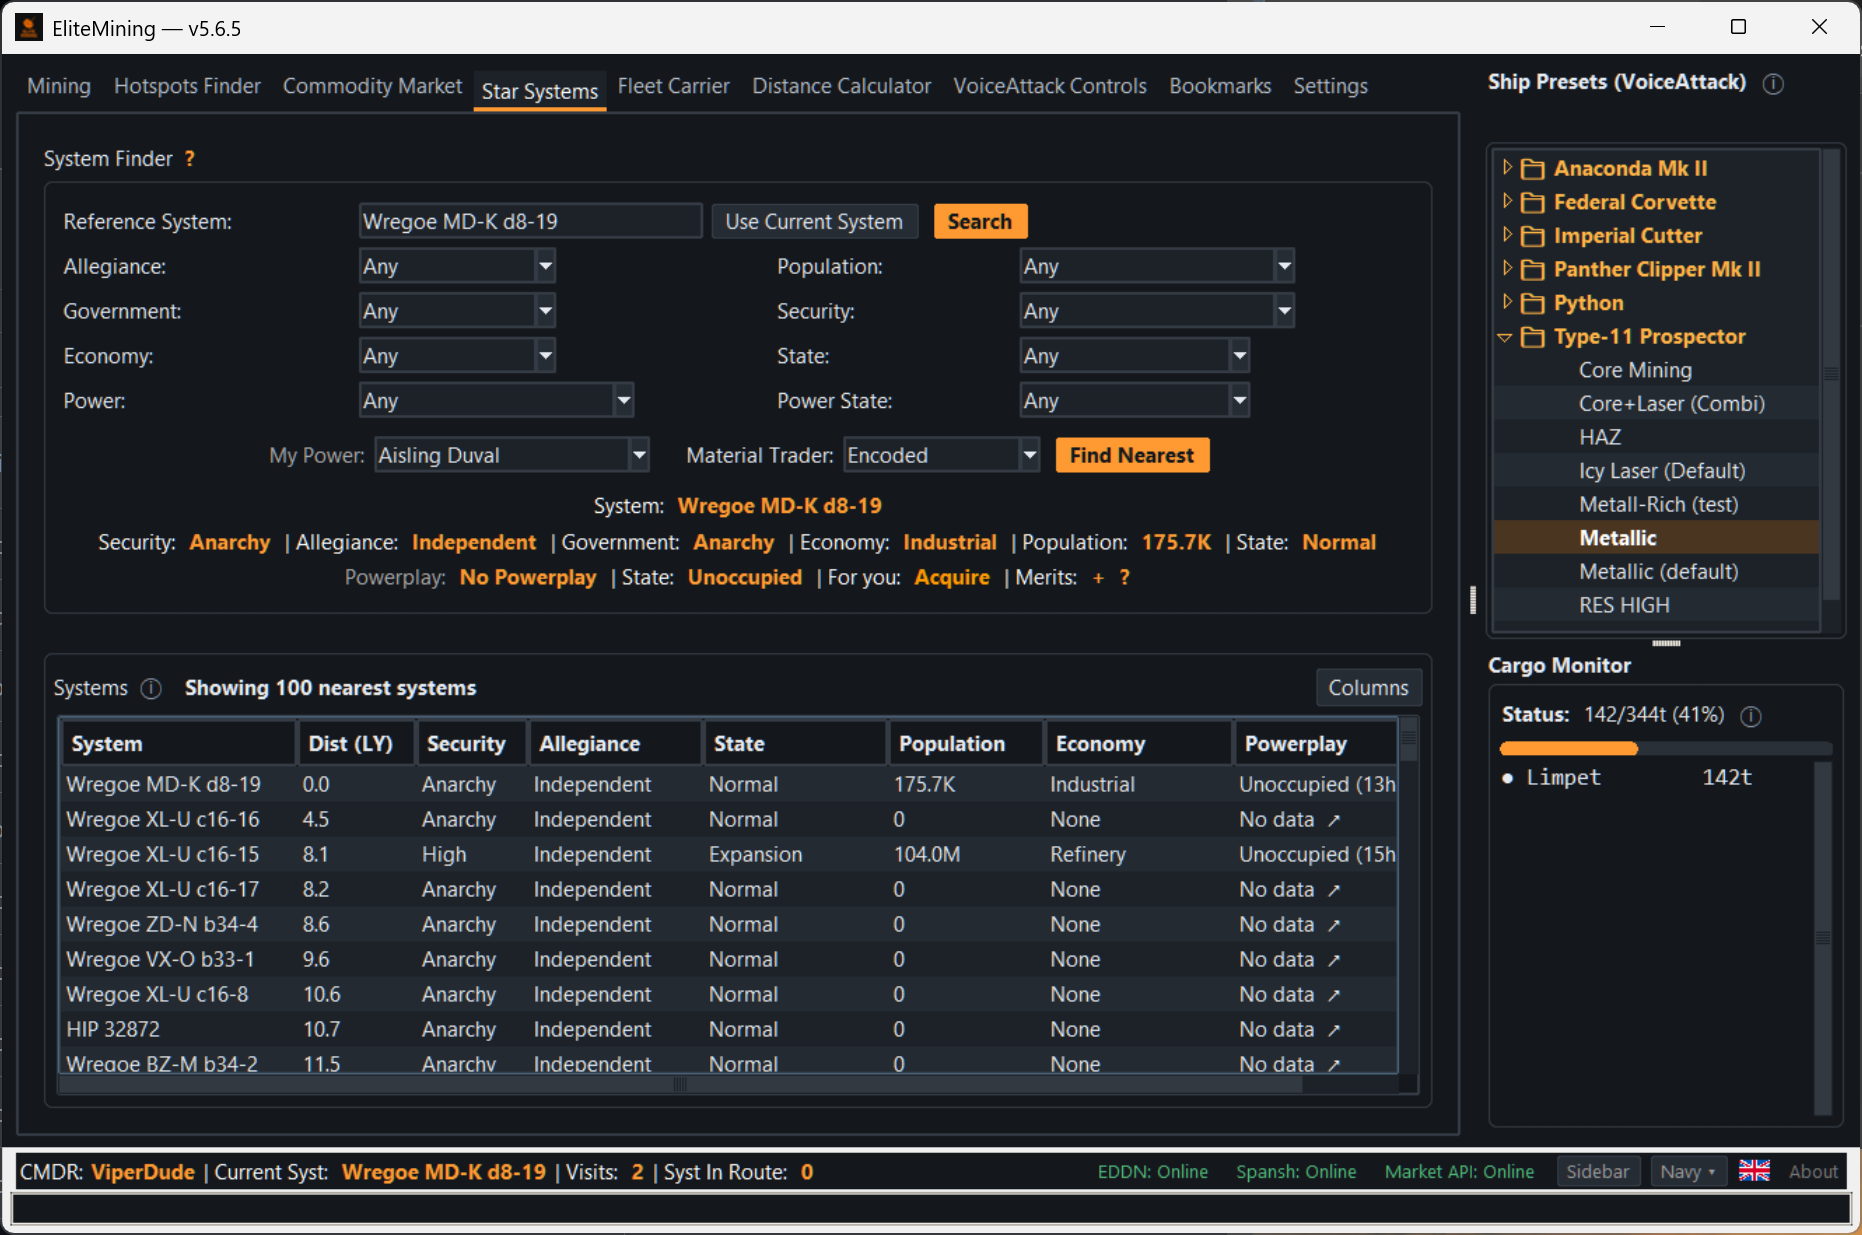 EliteMining — v5.6.5
Mining Hotspots Finder Commodity Market Star Systems Fleet Carrier Distance Calculator VoiceAttack Controls Bookmarks Settings
System Finder ?
Reference System: Wregoe MD-K d8-19 Use Current System Search
Allegiance: Any Population: Any
Government: Any Security: Any
Economy: Any State: Any
Power: Any Power State: Any
My Power: Aisling Duval Material Trader: Encoded Find Nearest
System: Wregoe MD-K d8-19
Security: Anarchy | Allegiance: Independent | Government: Anarchy | Economy: Industrial | Population: 175.7K | State: Normal
Powerplay: No Powerplay | State: Unoccupied | For you: Acquire | Merits: + ?
Systems Showing 100 nearest systems Columns
System Dist (LY) Security Allegiance State Population Economy Powerplay
Wregoe MD-K d8-19 0.0 Anarchy Independent Normal 175.7K Industrial Unoccupied (13h
Wregoe XL-U c16-16 4.5 Anarchy Independent Normal 0 None No data ↗
Wregoe XL-U c16-15 8.1 High Independent Expansion 104.0M Refinery Unoccupied (15h
Wregoe XL-U c16-17 8.2 Anarchy Independent Normal 0 None No data ↗
Wregoe ZD-N b34-4 8.6 Anarchy Independent Normal 0 None No data ↗
Wregoe VX-O b33-1 9.6 Anarchy Independent Normal 0 None No data ↗
Wregoe XL-U c16-8 10.6 Anarchy Independent Normal 0 None No data ↗
HIP 32872 10.7 Anarchy Independent Normal 0 None No data ↗
Wregoe BZ-M b34-2 11.5 Anarchy Independent Normal 0 None No data ↗
Ship Presets (VoiceAttack)
Anaconda Mk II
Federal Corvette
Imperial Cutter
Panther Clipper Mk II
Python
Type-11 Prospector
Core Mining
Core+Laser (Combi)
HAZ
Icy Laser (Default)
Metall-Rich (test)
Metallic
Metallic (default)
RES HIGH
Cargo Monitor
Status: 142/344t (41%)
● Limpet 142t
CMDR: ViperDude | Current Syst: Wregoe MD-K d8-19 | Visits: 2 | Syst In Route: 0
EDDN: Online Spansh: Online Market API: Online Sidebar Navy About